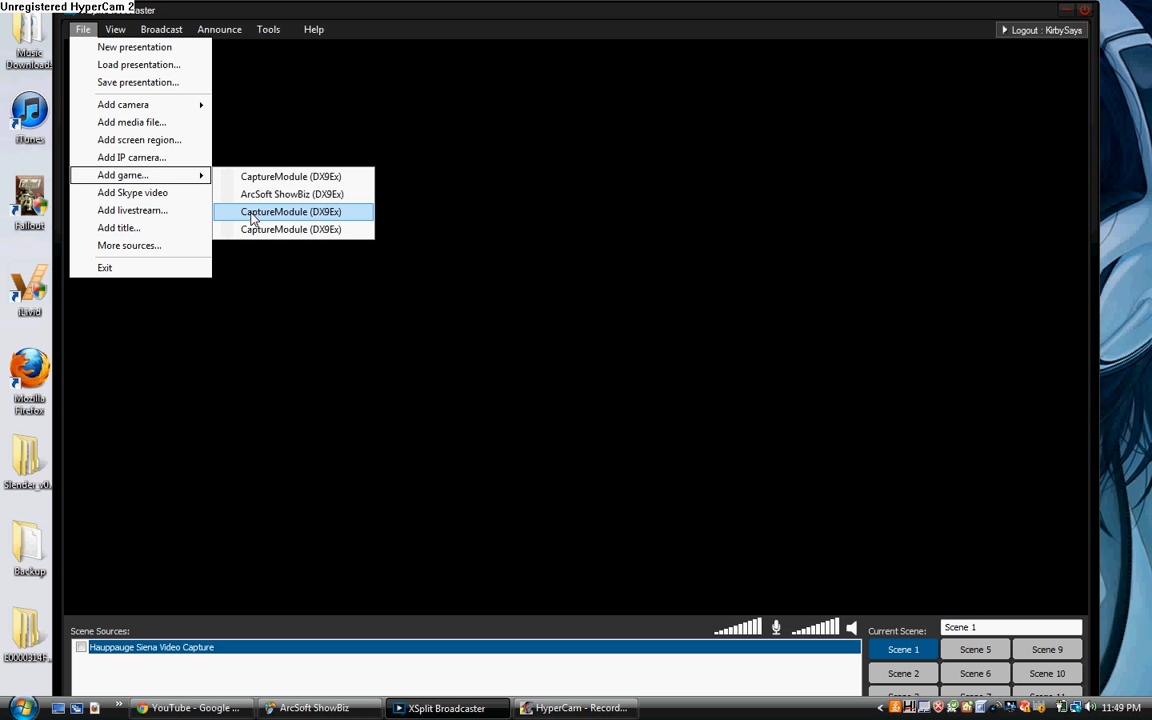 Unregistered HyperCam 2
caster
File View Broadcast Announce Tools Help
Logout : KirbySays
New presentation
Load presentation...
Save presentation...
Add camera
Add media file...
Add screen region...
Add IP camera...
Add game...
Add Skype video
Add livestream...
Add title...
More sources...
Exit
CaptureModule (DX9Ex)
ArcSoft ShowBiz (DX9Ex)
CaptureModule (DX9Ex)
CaptureModule (DX9Ex)
Music
Downloads
iTunes
Fallout
iLivid
Mozilla
Firefox
Slender_v0.
Backup
E0000314F...
Scene Sources:
Hauppauge Siena Video Capture
Current Scene:
Scene 1
Scene 1 Scene 5 Scene 9
Scene 2 Scene 6 Scene 10
YouTube - Google ...
ArcSoft ShowBiz
XSplit Broadcaster
HyperCam - Record...
11:49 PM